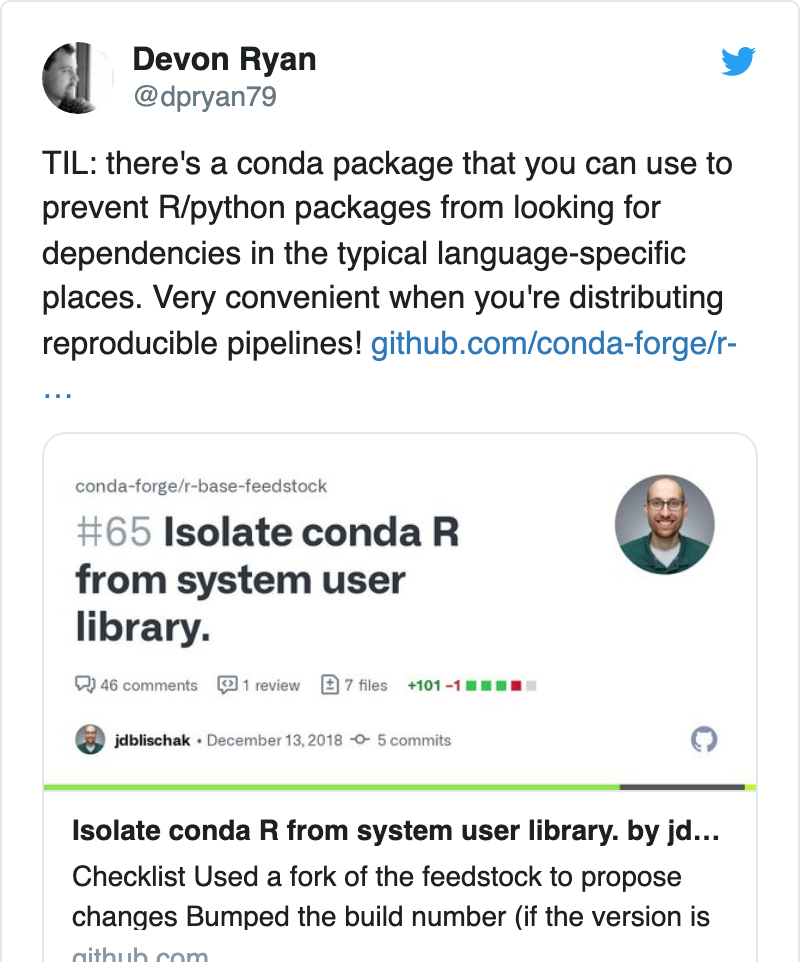 Devon Ryan
@dpryan79
TIL: there's a conda package that you can use to
prevent R/python packages from looking for
dependencies in the typical language-specific
places. Very convenient when you're distributing
reproducible pipelines! github.com/conda-forge/r-
…
conda-forge/r-base-feedstock
#65 Isolate conda R
from system user
library.
46 comments 1 review 7 files +101 −1
jdblischak • December 13, 2018 5 commits
Isolate conda R from system user library. by jd...
Checklist Used a fork of the feedstock to propose
changes Bumped the build number (if the version is
github.com